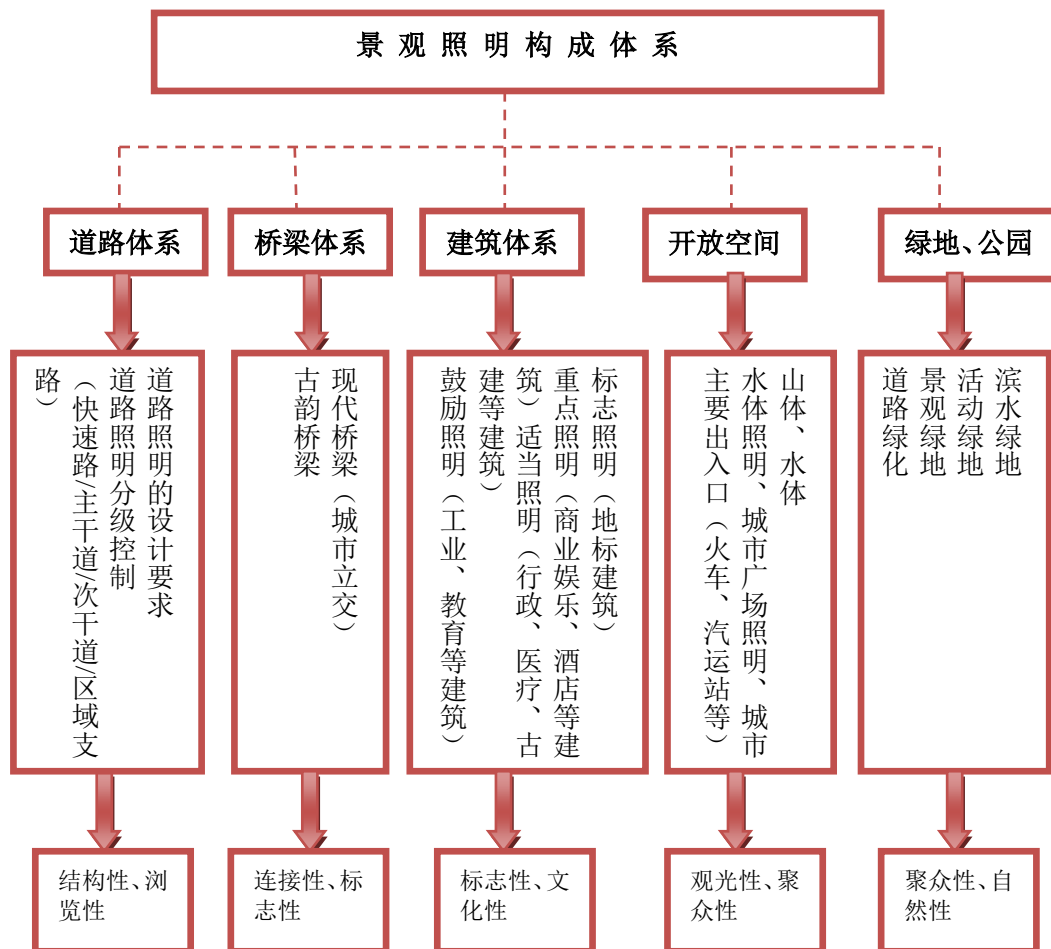 景观照明构成体系
道路体系
桥梁体系
建筑体系
开放空间
绿地、公园
道路照明的设计要求
道路照明分级控制
（快速路/主干道/次干道/区域支
路）
现代桥梁（城市立交）
古韵桥梁
标志照明（地标建筑）
重点照明（商业娱乐、酒店等建
筑）适当照明（行政、医疗、古
建等建筑）
鼓励照明（工业、教育等建筑）
山体、水体
水体照明、城市广场照明、城市
主要出入口（火车、汽运站等）
滨水绿地
活动绿地
景观绿地
道路绿化
结构性、浏
览性
连接性、标
志性
标志性、文
化性
观光性、聚
众性
聚众性、自
然性